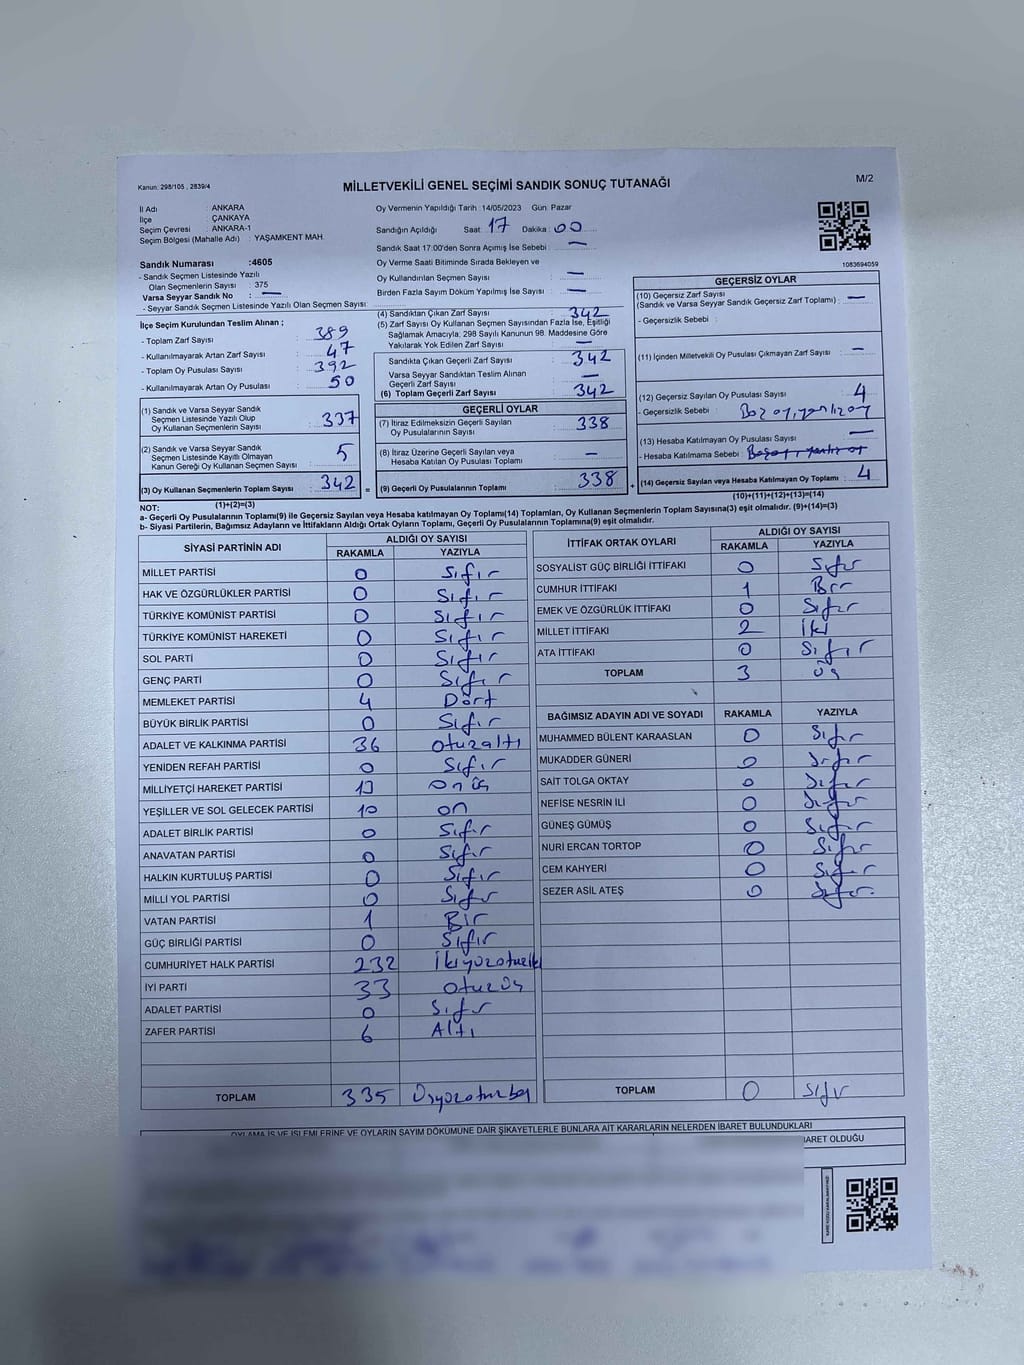 Kanun: 298/105 , 2839/4
MİLLETVEKİLİ GENEL SEÇİMİ SANDIK SONUÇ TUTANAĞI
M/2
İl Adı : ANKARA
İlçe : ÇANKAYA
Seçim Çevresi : ANKARA-1
Seçim Bölgesi (Mahalle Adı) : YAŞAMKENT MAH.
Oy Vermenin Yapıldığı Tarih :14/05/2023 Gün: Pazar
Sandığın Açıldığı Saat: 17 Dakika: 00
Sandık Saat 17:00'den Sonra Açımış İse Sebebi : —
Oy Verme Saati Bitiminde Sırada Bekleyen ve
Oy Kullandırılan Seçmen Sayısı : —
Birden Fazla Sayım Döküm Yapılmış İse Sayısı : —
1083694059
Sandık Numarası :4605
- Sandık Seçmen Listesinde Yazılı
Olan Seçmenlerin Sayısı : 375
Varsa Seyyar Sandık No : —
- Seyyar Sandık Seçmen Listesinde Yazılı Olan Seçmen Sayısı:
İlçe Seçim Kurulundan Teslim Alınan ;
- Toplam Zarf Sayısı : 389
- Kullanılmayarak Artan Zarf Sayısı : 47
- Toplam Oy Pusulası Sayısı : 392
- Kullanılmayarak Artan Oy Pusulası : 50
(1) Sandık ve Varsa Seyyar Sandık
Seçmen Listesinde Yazılı Olup
Oy Kullanan Seçmenlerin Sayısı : 337
(2) Sandık ve Varsa Seyyar Sandık
Seçmen Listesinde Kayıtlı Olmayan
Kanun Gereği Oy Kullanan Seçmen Sayısı : 5
(3) Oy Kullanan Seçmenlerin Toplam Sayısı : 342
(1)+(2)=(3)
(4) Sandıktan Çıkan Zarf Sayısı : 342
(5) Zarf Sayısı Oy Kullanan Seçmen Sayısından Fazla İse, Eşitliği
Sağlamak Amacıyla; 298 Sayılı Kanunun 98. Maddesine Göre
Yakılarak Yok Edilen Zarf Sayısı : —
Sandıkta Çıkan Geçerli Zarf Sayısı : 342
Varsa Seyyar Sandıktan Teslim Alınan
Geçerli Zarf Sayısı : —
(6) Toplam Geçerli Zarf Sayısı : 342
GEÇERLİ OYLAR
(7) İtiraz Edilmeksizin Geçerli Sayılan
Oy Pusulalarının Sayısı : 338
(8) İtiraz Üzerine Geçerli Sayılan veya
Hesaba Katılan Oy Pusulası Toplamı : —
= (9) Geçerli Oy Pusulalarının Toplamı : 338
GEÇERSİZ OYLAR
(10) Geçersiz Zarf Sayısı
(Sandık ve Varsa Seyyar Sandık Geçersiz Zarf Toplamı) : —
- Geçersizlik Sebebi :
(11) İçinden Milletvekili Oy Pusulası Çıkmayan Zarf Sayısı : —
(12) Geçersiz Sayılan Oy Pusulası Sayısı : 4
- Geçersizlik Sebebi : Boş oy, yanlış oy
(13) Hesaba Katılmayan Oy Pusulası Sayısı : —
- Hesaba Katılmama Sebebi :
+ (14) Geçersiz Sayılan veya Hesaba Katılmayan Oy Toplamı : 4
(10)+(11)+(12)+(13)=(14)
NOT:
a- Geçerli Oy Pusulalarının Toplamı(9) ile Geçersiz Sayılan veya Hesaba Katılmayan Oy Toplamı(14) Toplamları, Oy Kullanan Seçmenlerin Toplam Sayısına(3) eşit olmalıdır. (9)+(14)=(3)
b- Siyasi Partilerin, Bağımsız Adayların ve İttifakların Aldığı Ortak Oyların Toplamı, Geçerli Oy Pusulalarının Toplamına(9) eşit olmalıdır.
SİYASİ PARTİNİN ADI ALDIĞI OY SAYISI
RAKAMLA YAZIYLA
MİLLET PARTİSİ 0 Sıfır
HAK VE ÖZGÜRLÜKLER PARTİSİ 0 Sıfır
TÜRKİYE KOMÜNİST PARTİSİ 0 Sıfır
TÜRKİYE KOMÜNİST HAREKETİ 0 Sıfır
SOL PARTİ 0 Sıfır
GENÇ PARTİ 0 Sıfır
MEMLEKET PARTİSİ 4 Dört
BÜYÜK BİRLİK PARTİSİ 0 Sıfır
ADALET VE KALKINMA PARTİSİ 36 otuzaltı
YENİDEN REFAH PARTİSİ 0 Sıfır
MİLLİYETÇİ HAREKET PARTİSİ 13 on üç
YEŞİLLER VE SOL GELECEK PARTİSİ 10 on
ADALET BİRLİK PARTİSİ 0 Sıfır
ANAVATAN PARTİSİ 0 Sıfır
HALKIN KURTULUŞ PARTİSİ 0 Sıfır
MİLLİ YOL PARTİSİ 0 Sıfır
VATAN PARTİSİ 1 Bir
GÜÇ BİRLİĞİ PARTİSİ 0 Sıfır
CUMHURİYET HALK PARTİSİ 232 İkiyüzotuziki
İYİ PARTİ 33 otuzüç
ADALET PARTİSİ 0 Sıfır
ZAFER PARTİSİ 6 Altı
TOPLAM 335 Üçyüzotuzbeş
İTTİFAK ORTAK OYLARI ALDIĞI OY SAYISI
RAKAMLA YAZIYLA
SOSYALİST GÜÇ BİRLİĞİ İTTİFAKI 0 Sıfır
CUMHUR İTTİFAKI 1 Bir
EMEK VE ÖZGÜRLÜK İTTİFAKI 0 Sıfır
MİLLET İTTİFAKI 2 İki
ATA İTTİFAKI 0 Sıfır
TOPLAM 3 üç
BAĞIMSIZ ADAYIN ADI VE SOYADI RAKAMLA YAZIYLA
MUHAMMED BÜLENT KARAASLAN 0 Sıfır
MUKADDER GÜNERİ 0 Sıfır
SAİT TOLGA OKTAY 0 Sıfır
NEFİSE NESRİN İLİ 0 Sıfır
GÜNEŞ GÜMÜŞ 0 Sıfır
NURİ ERCAN TORTOP 0 Sıfır
CEM KAHYERİ 0 Sıfır
SEZER ASİL ATEŞ 0 Sıfır
TOPLAM 0 Sıfır
OYLAMA İŞ VE İŞLEMLERİNE VE OYLARIN SAYIM DÖKÜMÜNE DAİR ŞİKAYETLERLE BUNLARA AİT KARARLARIN NELERDEN İBARET BULUNDUKLARI
İBARET OLDUĞU